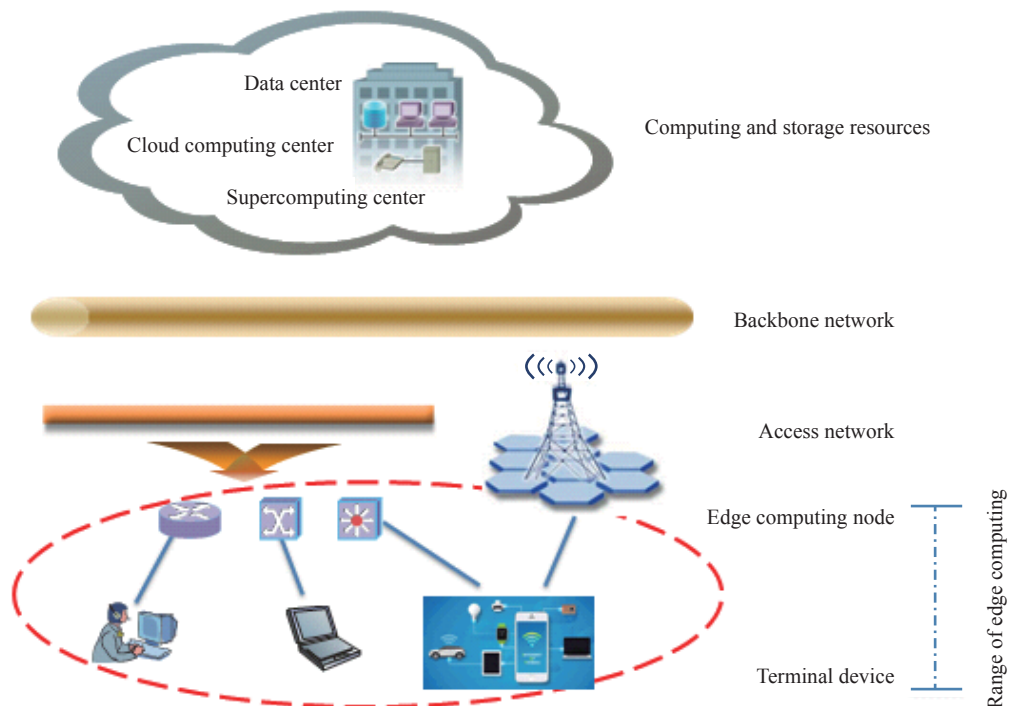 Data center
Cloud computing center
Supercomputing center
Computing and storage resources
Backbone network
Access network
Edge computing node
Terminal device
Range of edge computing